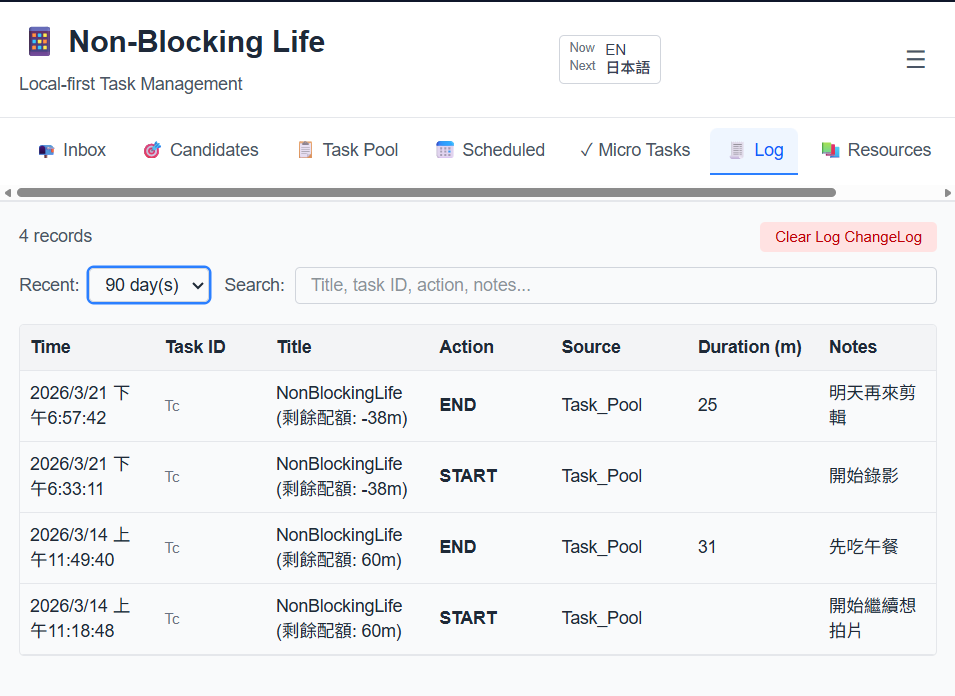 Non-Blocking Life
Local-first Task Management
Now EN
Next 日本語
Inbox Candidates Task Pool Scheduled ✓ Micro Tasks Log Resources
4 records Clear Log ChangeLog
Recent: 90 day(s) Search: Title, task ID, action, notes...
Time Task ID Title Action Source Duration (m) Notes
2026/3/21 下 NonBlockingLife 明天再來剪
Tc END Task_Pool 25
午6:57:42 (剩餘配額: -38m) 輯
2026/3/21 下 NonBlockingLife
Tc START Task_Pool 開始錄影
午6:33:11 (剩餘配額: -38m)
2026/3/14 上 NonBlockingLife
Tc END Task_Pool 31 先吃午餐
午11:49:40 (剩餘配額: 60m)
2026/3/14 上 NonBlockingLife 開始繼續想
Tc START Task_Pool
午11:18:48 (剩餘配額: 60m) 拍片